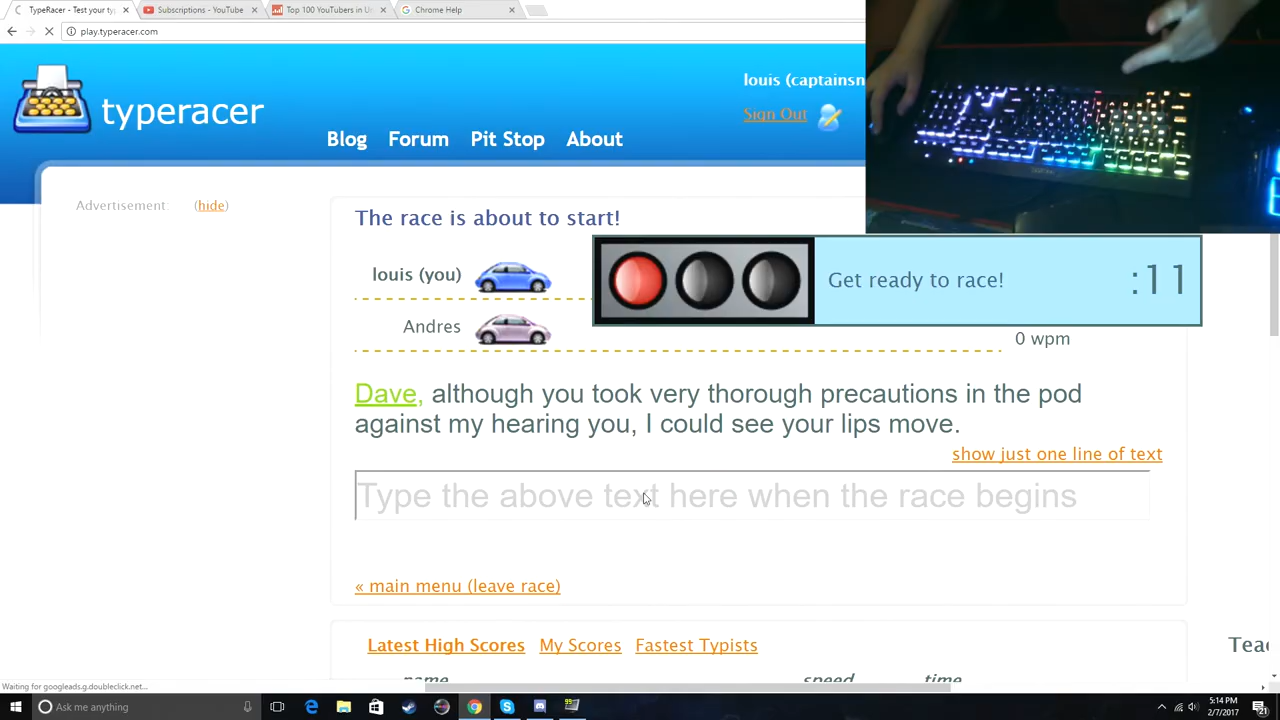 TypeRacer - Test your ty
Subscriptions - YouTube
Top 100 YouTubers in U
Chrome Help
play.typeracer.com
typeracer
louis (captainsn
Sign Out
Blog Forum Pit Stop About
Advertisement: (hide)
The race is about to start!
louis (you)
Get ready to race! :11
Andres
0 wpm
Dave, although you took very thorough precautions in the pod
against my hearing you, I could see your lips move.
show just one line of text
Type the above text here when the race begins
« main menu (leave race)
Latest High Scores My Scores Fastest Typists
Tea
name speed time
Waiting for googleads.g.doubleclick.net...
Ask me anything
5:14 PM
2/7/2017
21